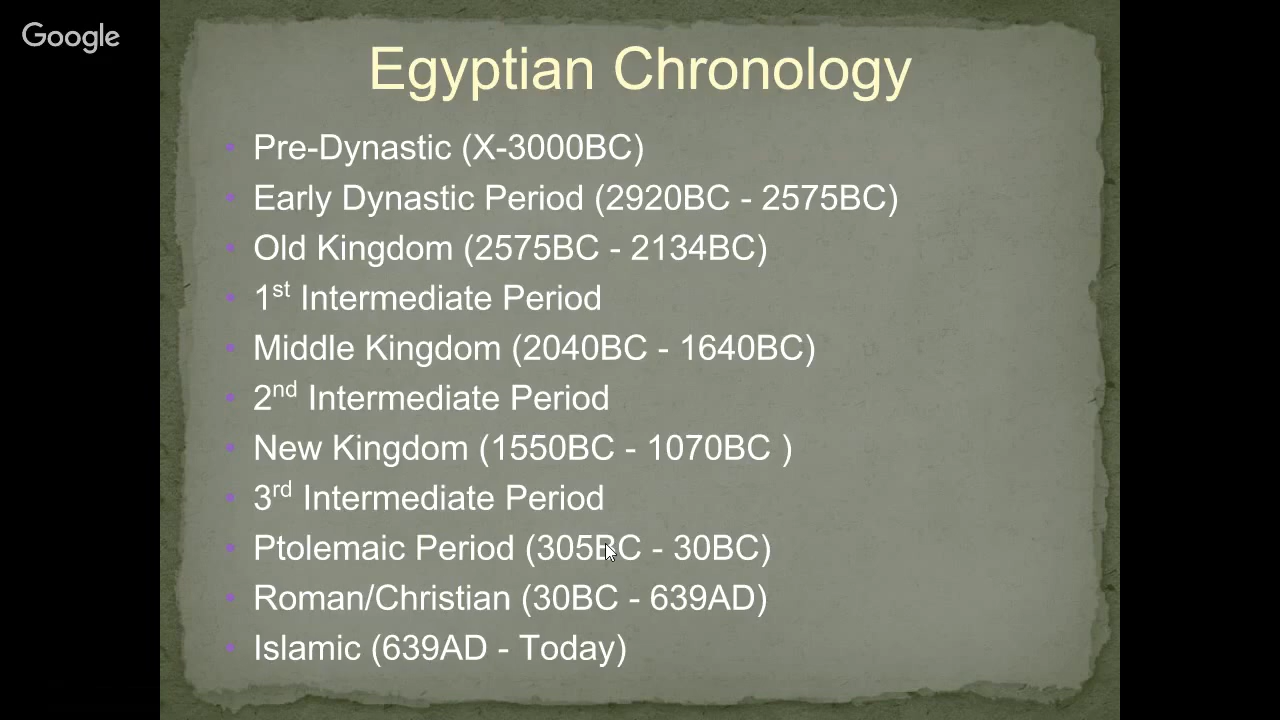 Google
Egyptian Chronology
• Pre-Dynastic (X-3000BC)
• Early Dynastic Period (2920BC - 2575BC)
• Old Kingdom (2575BC - 2134BC)
• 1st Intermediate Period
• Middle Kingdom (2040BC - 1640BC)
• 2nd Intermediate Period
• New Kingdom (1550BC - 1070BC )
• 3rd Intermediate Period
• Ptolemaic Period (305BC - 30BC)
• Roman/Christian (30BC - 639AD)
• Islamic (639AD - Today)